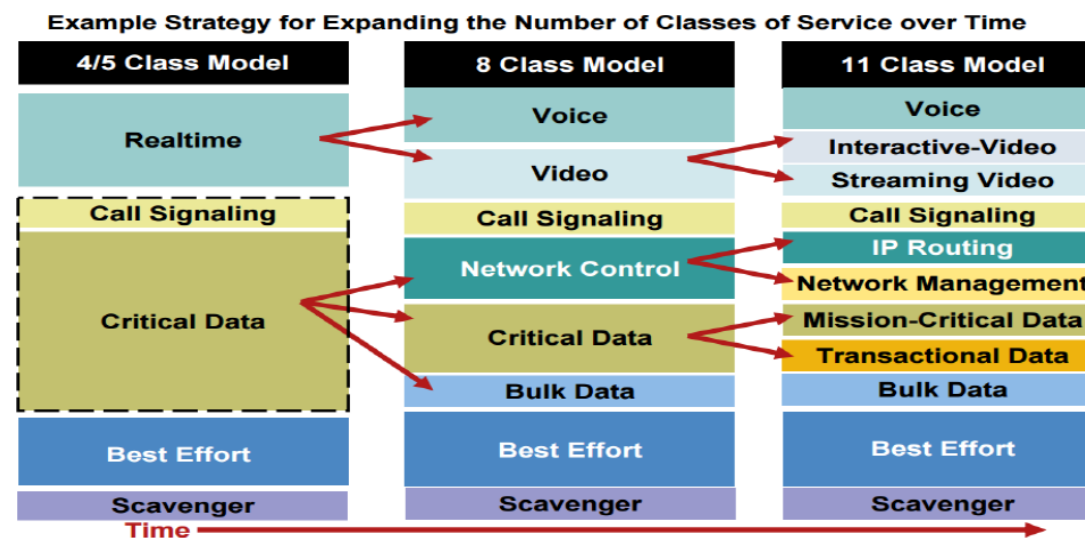 Example Strategy for Expanding the Number of Classes of Service over Time
4/5 Class Model
Realtime
Call Signaling
Critical Data
Best Effort
Scavenger
8 Class Model
Voice
Video
Call Signaling
Network Control
Critical Data
Bulk Data
Best Effort
Scavenger
11 Class Model
Voice
Interactive-Video
Streaming Video
Call Signaling
IP Routing
Network Management
Mission-Critical Data
Transactional Data
Bulk Data
Best Effort
Scavenger
Time